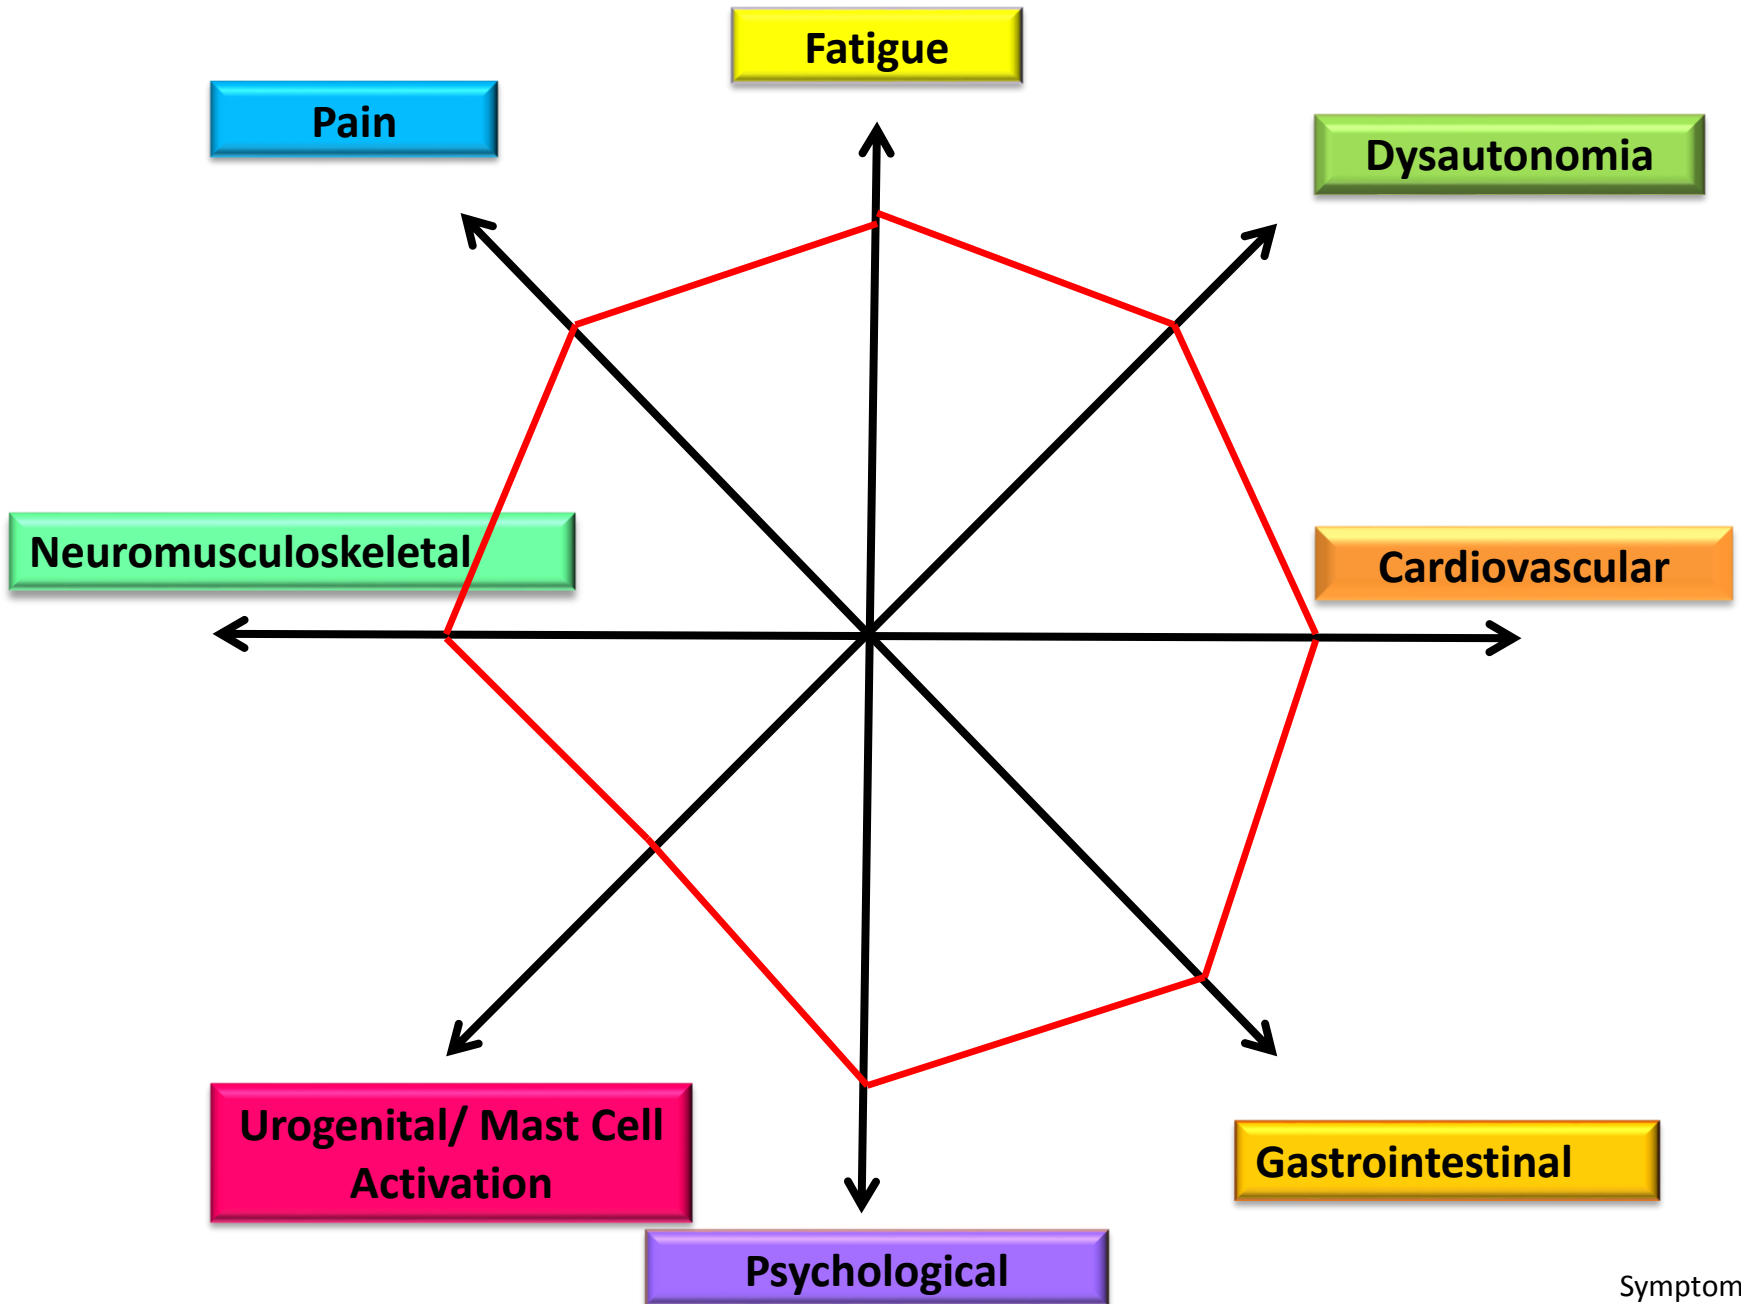 Fatigue
Pain
Dysautonomia
Neuromusculoskeletal
Cardiovascular
Urogenital/ Mast Cell
Activation
Gastrointestinal
Psychological
Symptom